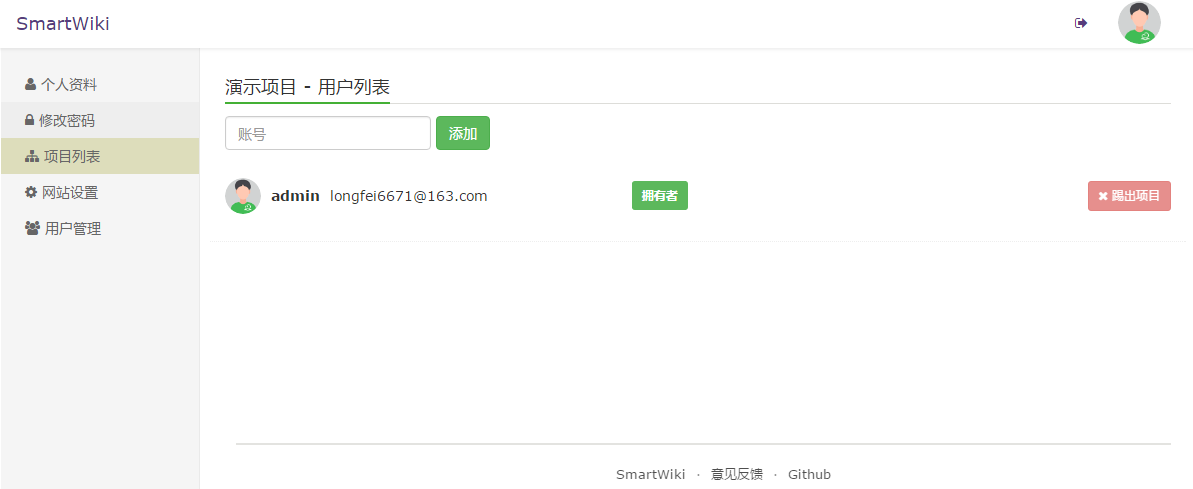 SmartWiki
个人资料
修改密码
项目列表
网站设置
用户管理
演示项目 - 用户列表
账号 添加
admin longfei6671@163.com 拥有者 踢出项目
SmartWiki · 意见反馈 · Github